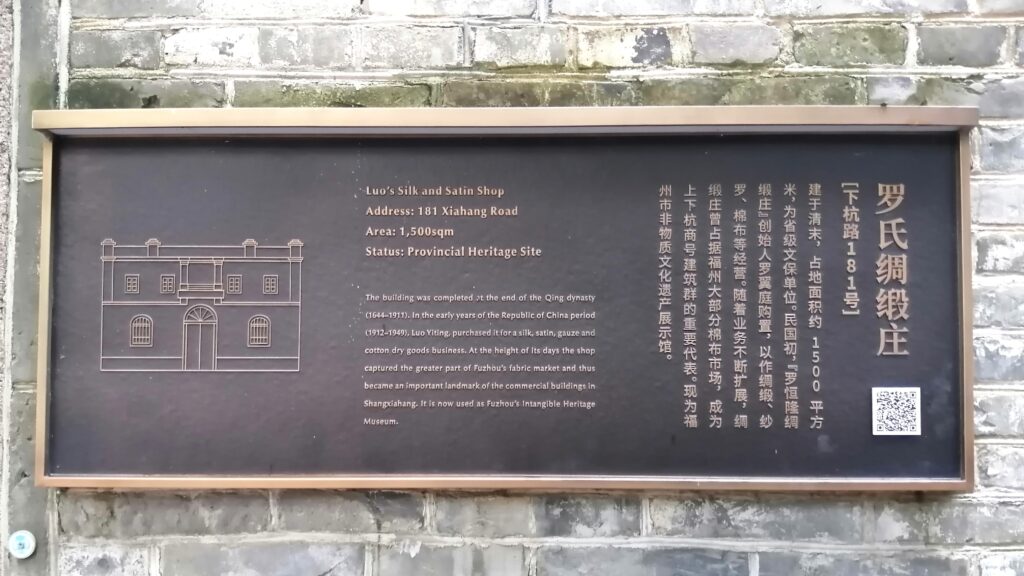 Luo's Silk and Satin Shop
Address: 181 Xiahang Road
Area: 1,500sqm
Status: Provincial Heritage Site
The building was completed at the end of the Qing dynasty
(1644-1911). In the early years of the Republic of China period
(1912-1949), Luo Yiting, purchased it for a silk, satin, gauze and
cotton dry goods business. At the height of its days the shop
captured the greater part of Fuzhou's fabric market and thus
became an important landmark of the commercial buildings in
Shangxiahang. It is now used as Fuzhou's Intangible Heritage
Museum.
罗氏绸缎庄
[下杭路181号]
建于清末，占地面积约 1500 平方
米，为省级文保单位。民国初，『罗恒隆绸
缎庄』创始人罗翼庭购置，以作绸缎、纱
罗、棉布等经营。随着业务不断扩展，绸
缎庄曾占据福州大部分棉布市场，成为
上下杭商号建筑群的重要代表。现为福
州市非物质文化遗产展示馆。